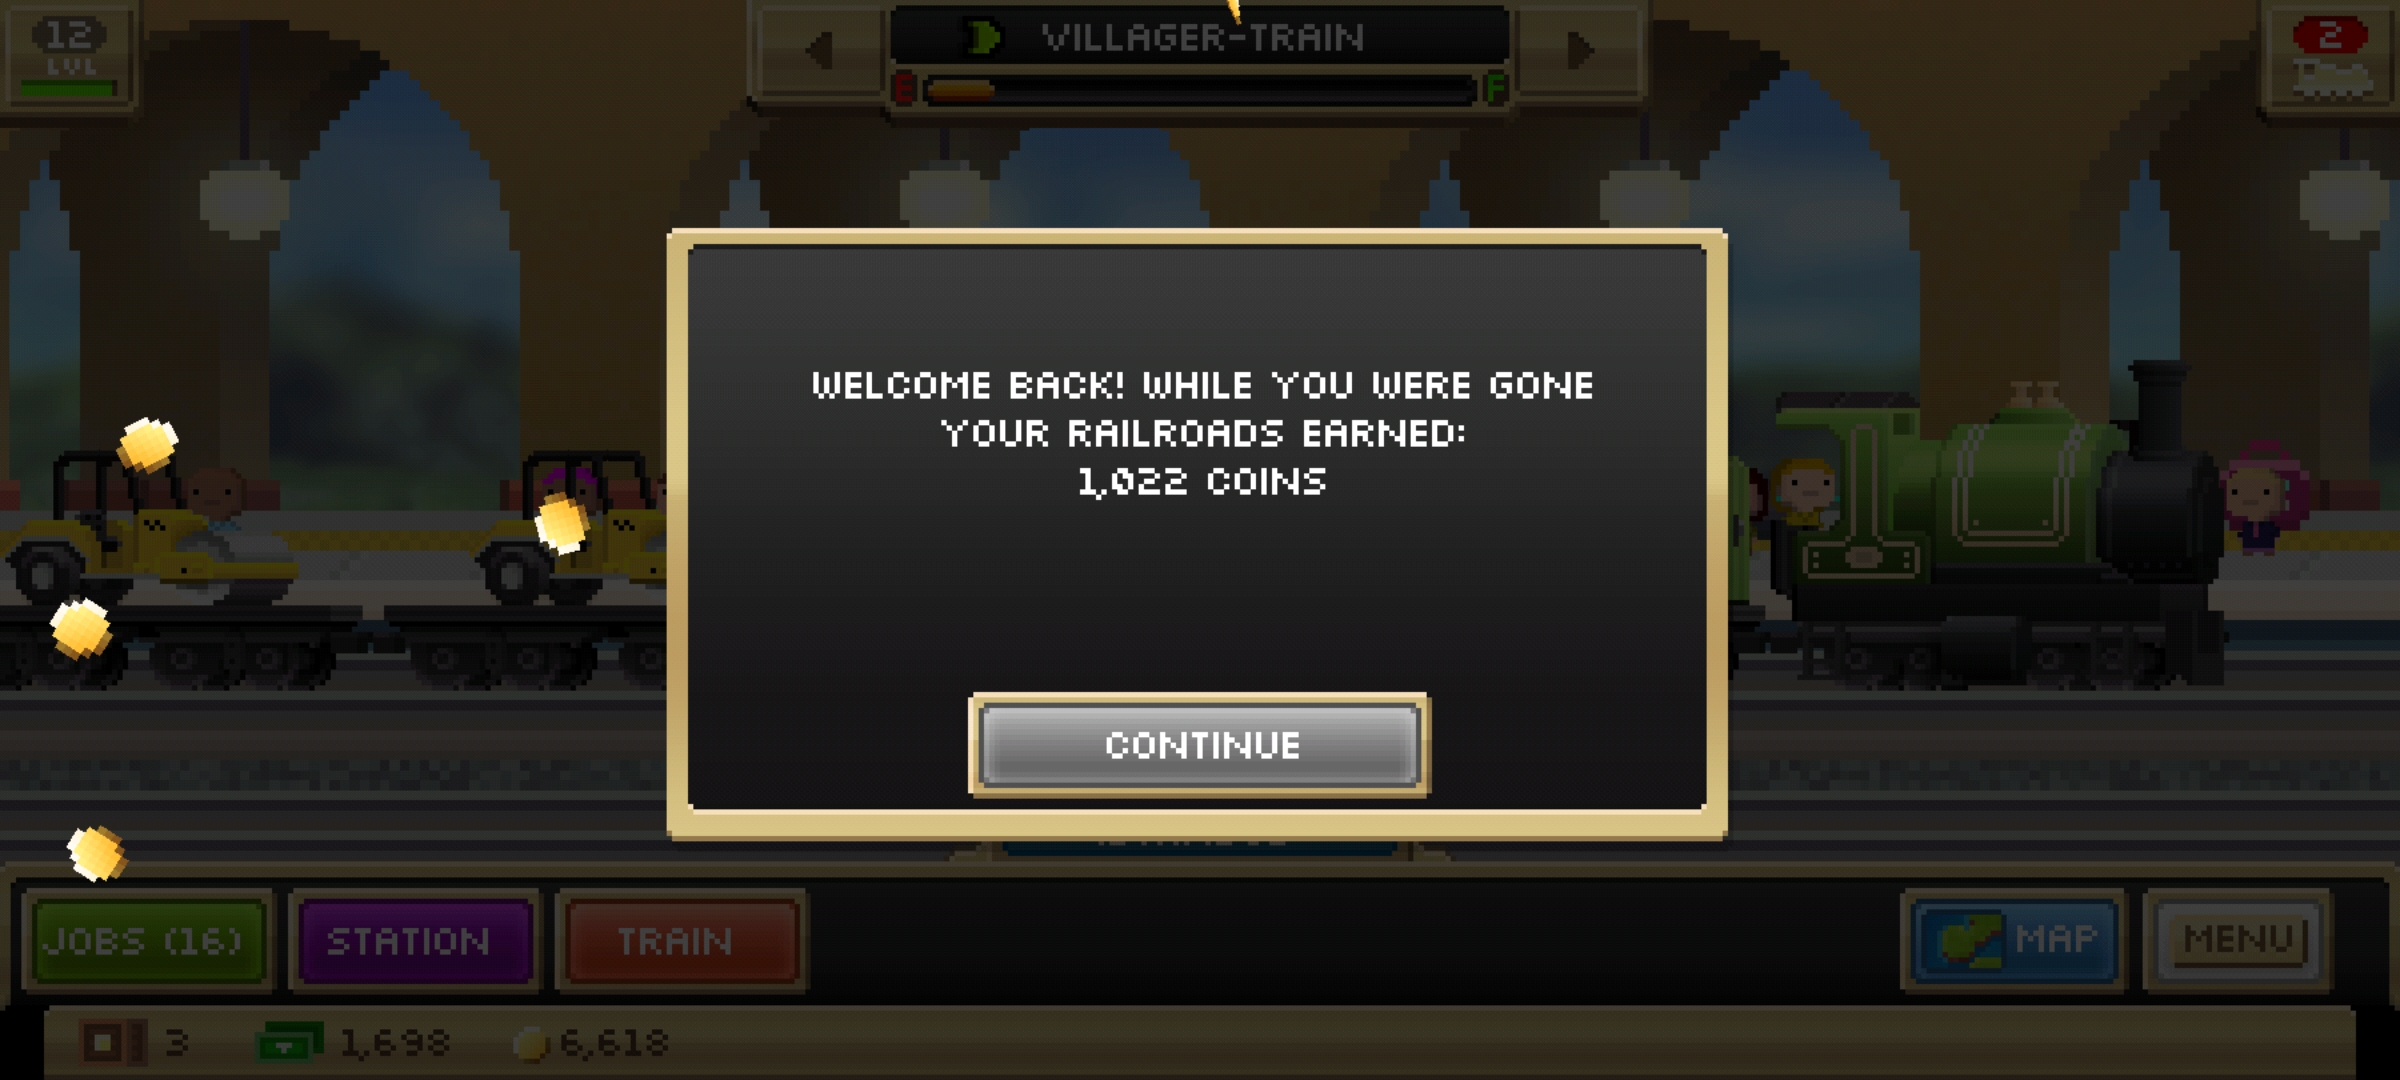 12
LVL
VILLAGER-TRAIN
E
F
2
WELCOME BACK! WHILE YOU WERE GONE
YOUR RAILROADS EARNED:
1,022 COINS
CONTINUE
JOBS (16)
STATION
TRAIN
MAP
MENU
3
1,698
6,618